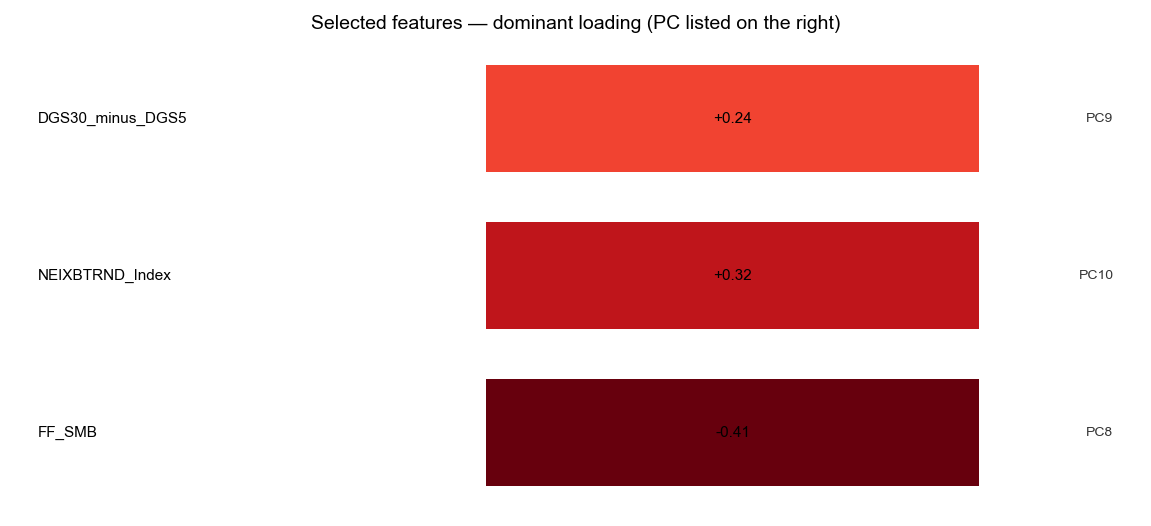 Selected features — dominant loading (PC listed on the right)
DGS30_minus_DGS5 +0.24 PC9
NEIXBTRND_Index +0.32 PC10
FF_SMB -0.41 PC8